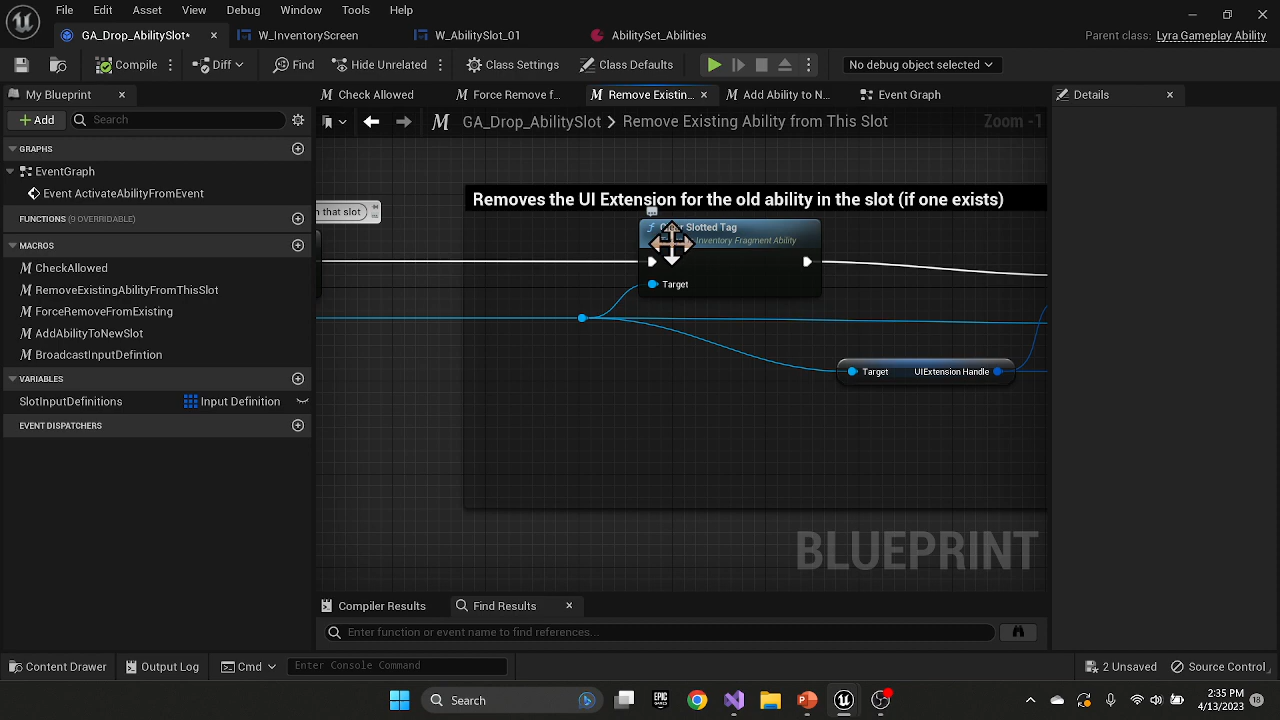 File Edit Asset View Debug Window Tools Help
GA_Drop_AbilitySlot*
W_InventoryScreen
W_AbilitySlot_01
AbilitySet_Abilities
Parent class: Lyra Gameplay Ability
Compile
Diff
Find
Hide Unrelated
Class Settings
Class Defaults
No debug object selected
My Blueprint
Check Allowed
Force Remove f...
Remove Existin...
Add Ability to N...
Event Graph
Details
Add
Search
GA_Drop_AbilitySlot > Remove Existing Ability from This Slot
Zoom -1
GRAPHS
EventGraph
Event ActivateAbilityFromEvent
FUNCTIONS (9 OVERRIDABLE)
MACROS
CheckAllowed
RemoveExistingAbilityFromThisSlot
ForceRemoveFromExisting
AddAbilityToNewSlot
BroadcastInputDefintion
VARIABLES
SlotInputDefinitions
Input Definition
EVENT DISPATCHERS
that slot
Removes the UI Extension for the old ability in the slot (if one exists)
Slotted Tag
Inventory Fragment Ability
Target
Target
UIExtension Handle
BLUEPRINT
Compiler Results
Find Results
Enter function or event name to find references...
Content Drawer
Output Log
Cmd
Enter Console Command
2 Unsaved
Source Control
Search
EPIC GAMES
2:35 PM
4/13/2023
18